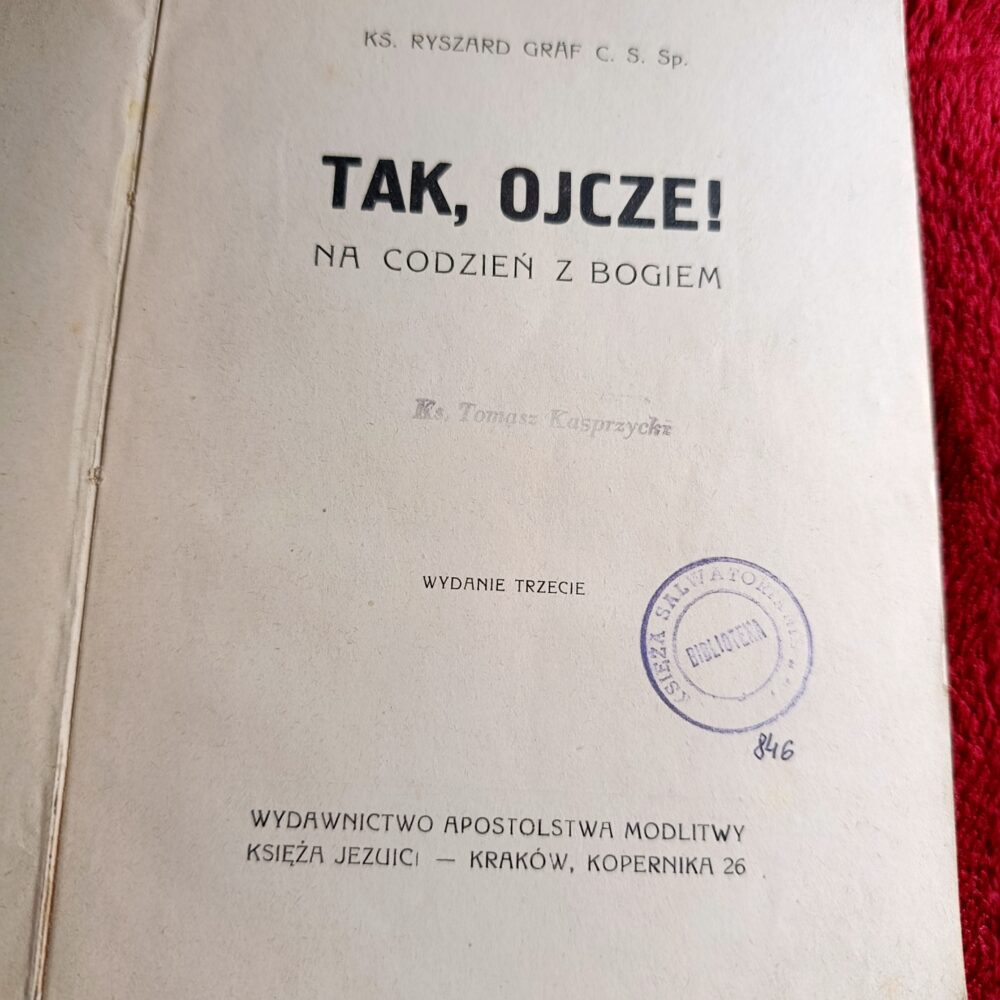 KS. RYSZARD GRÄF C. S. Sp.
TAK, OJCZE!
NA CODZIEŃ Z BOGIEM
Ks. Tomasz Kasprzycki
WYDANIE TRZECIE
KSIĘŻA SALWATORIANIE
BIBLIOTEKA
846
WYDAWNICTWO APOSTOLSTWA MODLITWY
KSIĘŻA JEZUICI — KRAKÓW, KOPERNIKA 26